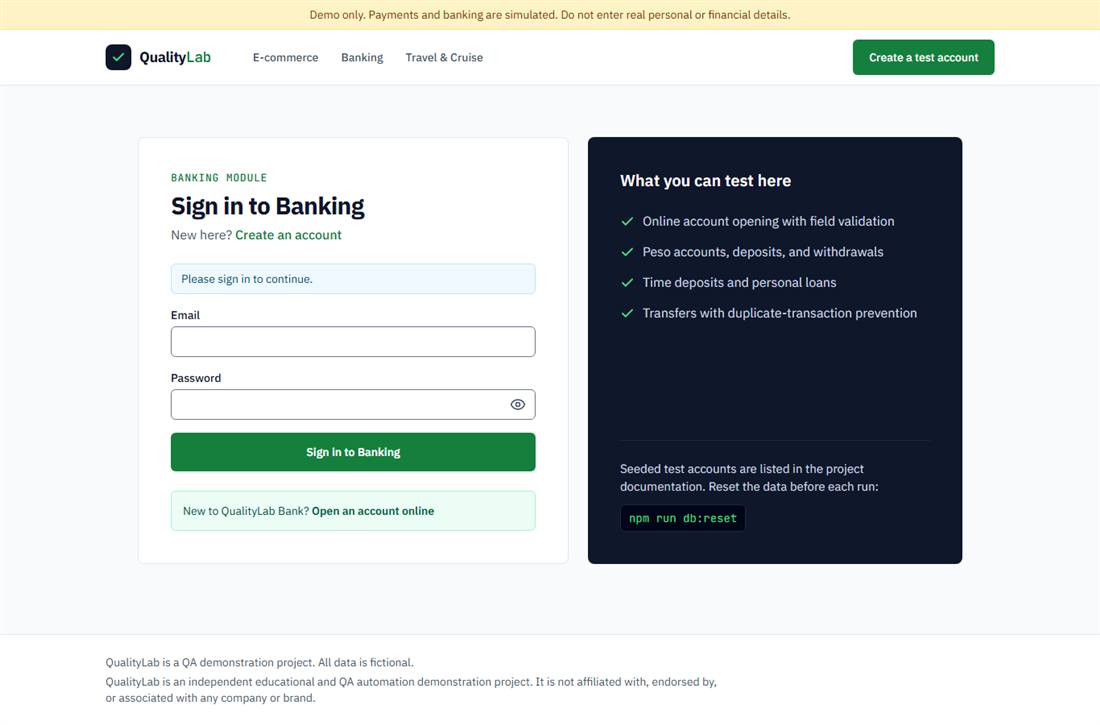 Demo only. Payments and banking are simulated. Do not enter real personal or financial details.
QualityLab
E-commerce
Banking
Travel & Cruise
Create a test account
BANKING MODULE
Sign in to Banking
New here? Create an account
Please sign in to continue.
Email
Password
Sign in to Banking
New to QualityLab Bank? Open an account online
What you can test here
Online account opening with field validation
Peso accounts, deposits, and withdrawals
Time deposits and personal loans
Transfers with duplicate-transaction prevention
Seeded test accounts are listed in the project
documentation. Reset the data before each run:
npm run db:reset
QualityLab is a QA demonstration project. All data is fictional.
QualityLab is an independent educational and QA automation demonstration project. It is not affiliated with, endorsed by,
or associated with any company or brand.